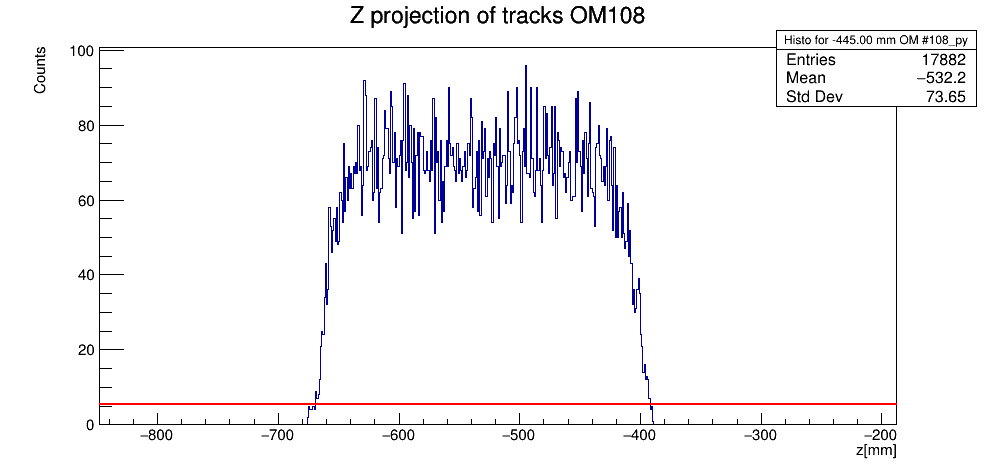 Z projection of tracks OM108
Histo for -445.00 mm OM #108_py
Entries 17882
Mean −532.2
Std Dev 73.65
Counts
100
80
60
40
20
0
−800 −700 −600 −500 −400 −300 −200
z[mm]